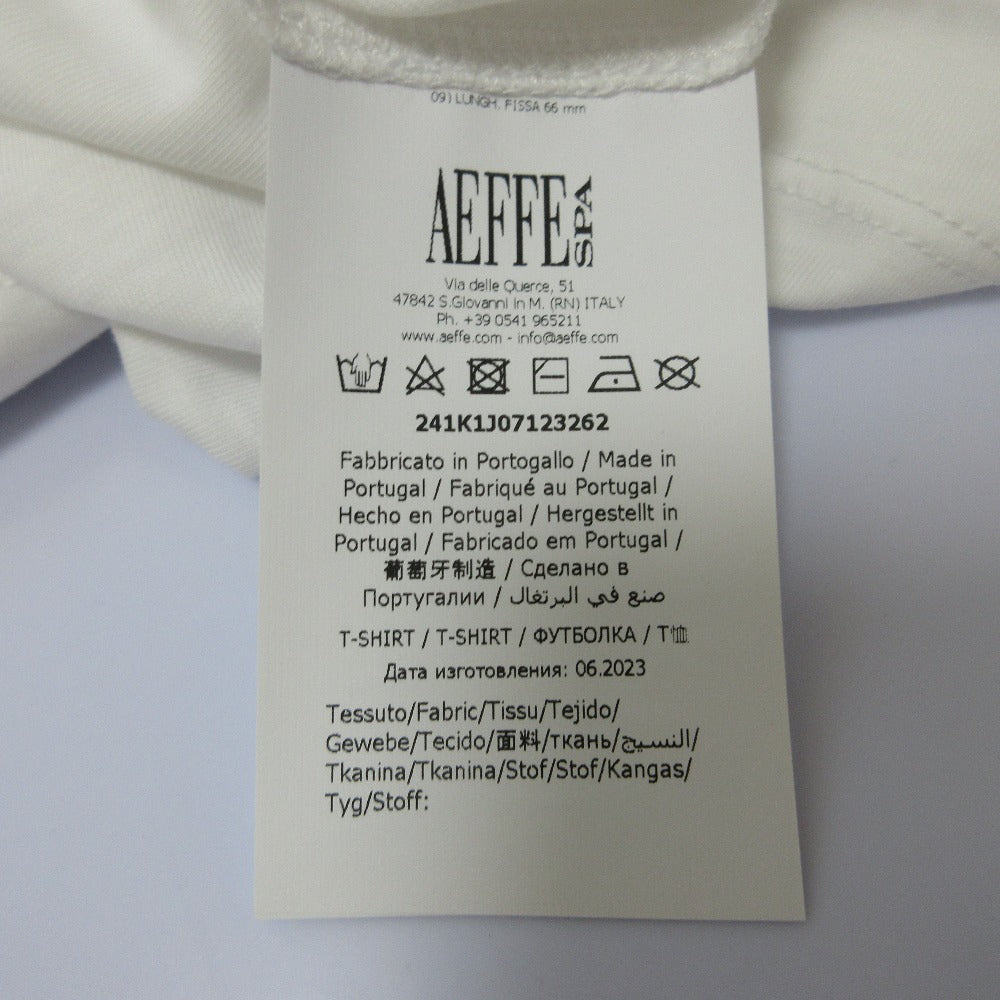 09) LUNGH. FISSA 66 mm
AEFFE SPA
Via delle Querce, 51
47842 S.Giovanni in M. (RN) ITALY
Ph. +39 0541 965211
www.aeffe.com - info@aeffe.com
241K1J07123262
Fabbricato in Portogallo / Made in
Portugal / Fabriqué au Portugal /
Hecho en Portugal / Hergestellt in
Portugal / Fabricado em Portugal /
葡萄牙制造 / Сделано в
Португалии / صنع في البرتغال
T-SHIRT / T-SHIRT / ФУТБОЛКА / T恤
Дата изготовления: 06.2023
Tessuto/Fabric/Tissu/Tejido/
Gewebe/Tecido/面料/ткань/النسيج/
Tkanina/Tkanina/Stof/Stof/Kangas/
Tyg/Stoff: